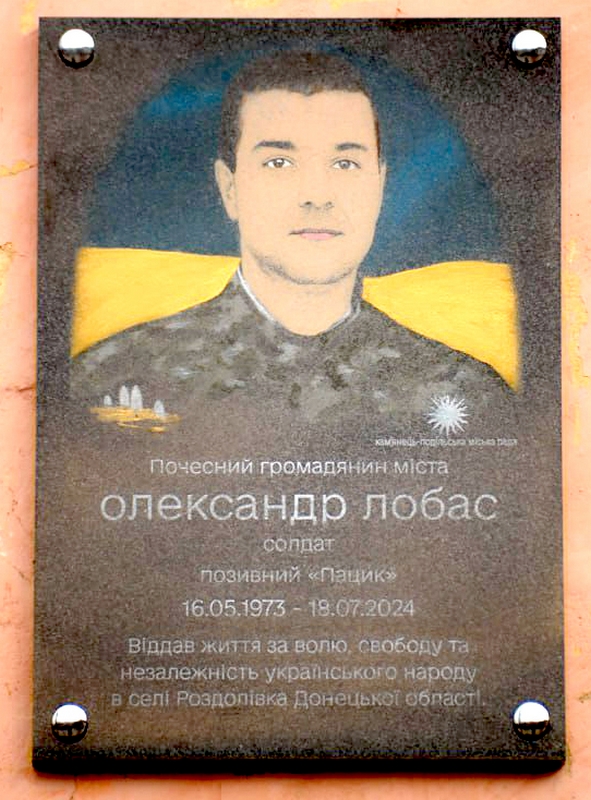 кам'янець-подільська міська рада
Почесний громадянин міста
олександр лобас
солдат
позивний «Пацик»
16.05.1973 - 18.07.2024
Віддав життя за волю, свободу та
незалежність українського народу
в селі Роздолівка Донецької області.